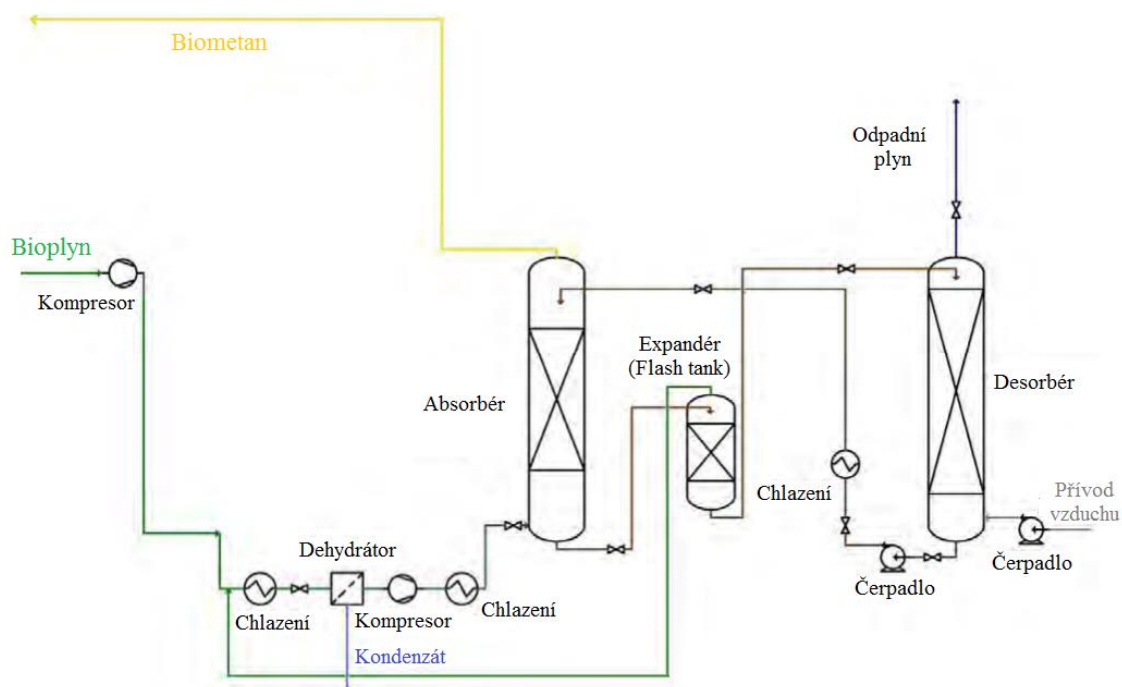 Biometan
Odpadní
plyn
Bioplyn
Kompresor
Expandér
(Flash tank)
Absorbér
Desorbér
Chlazení
Přívod
vzduchu
Dehydrátor
Čerpadlo
Čerpadlo
Chlazení
Kompresor
Chlazení
Kondenzát